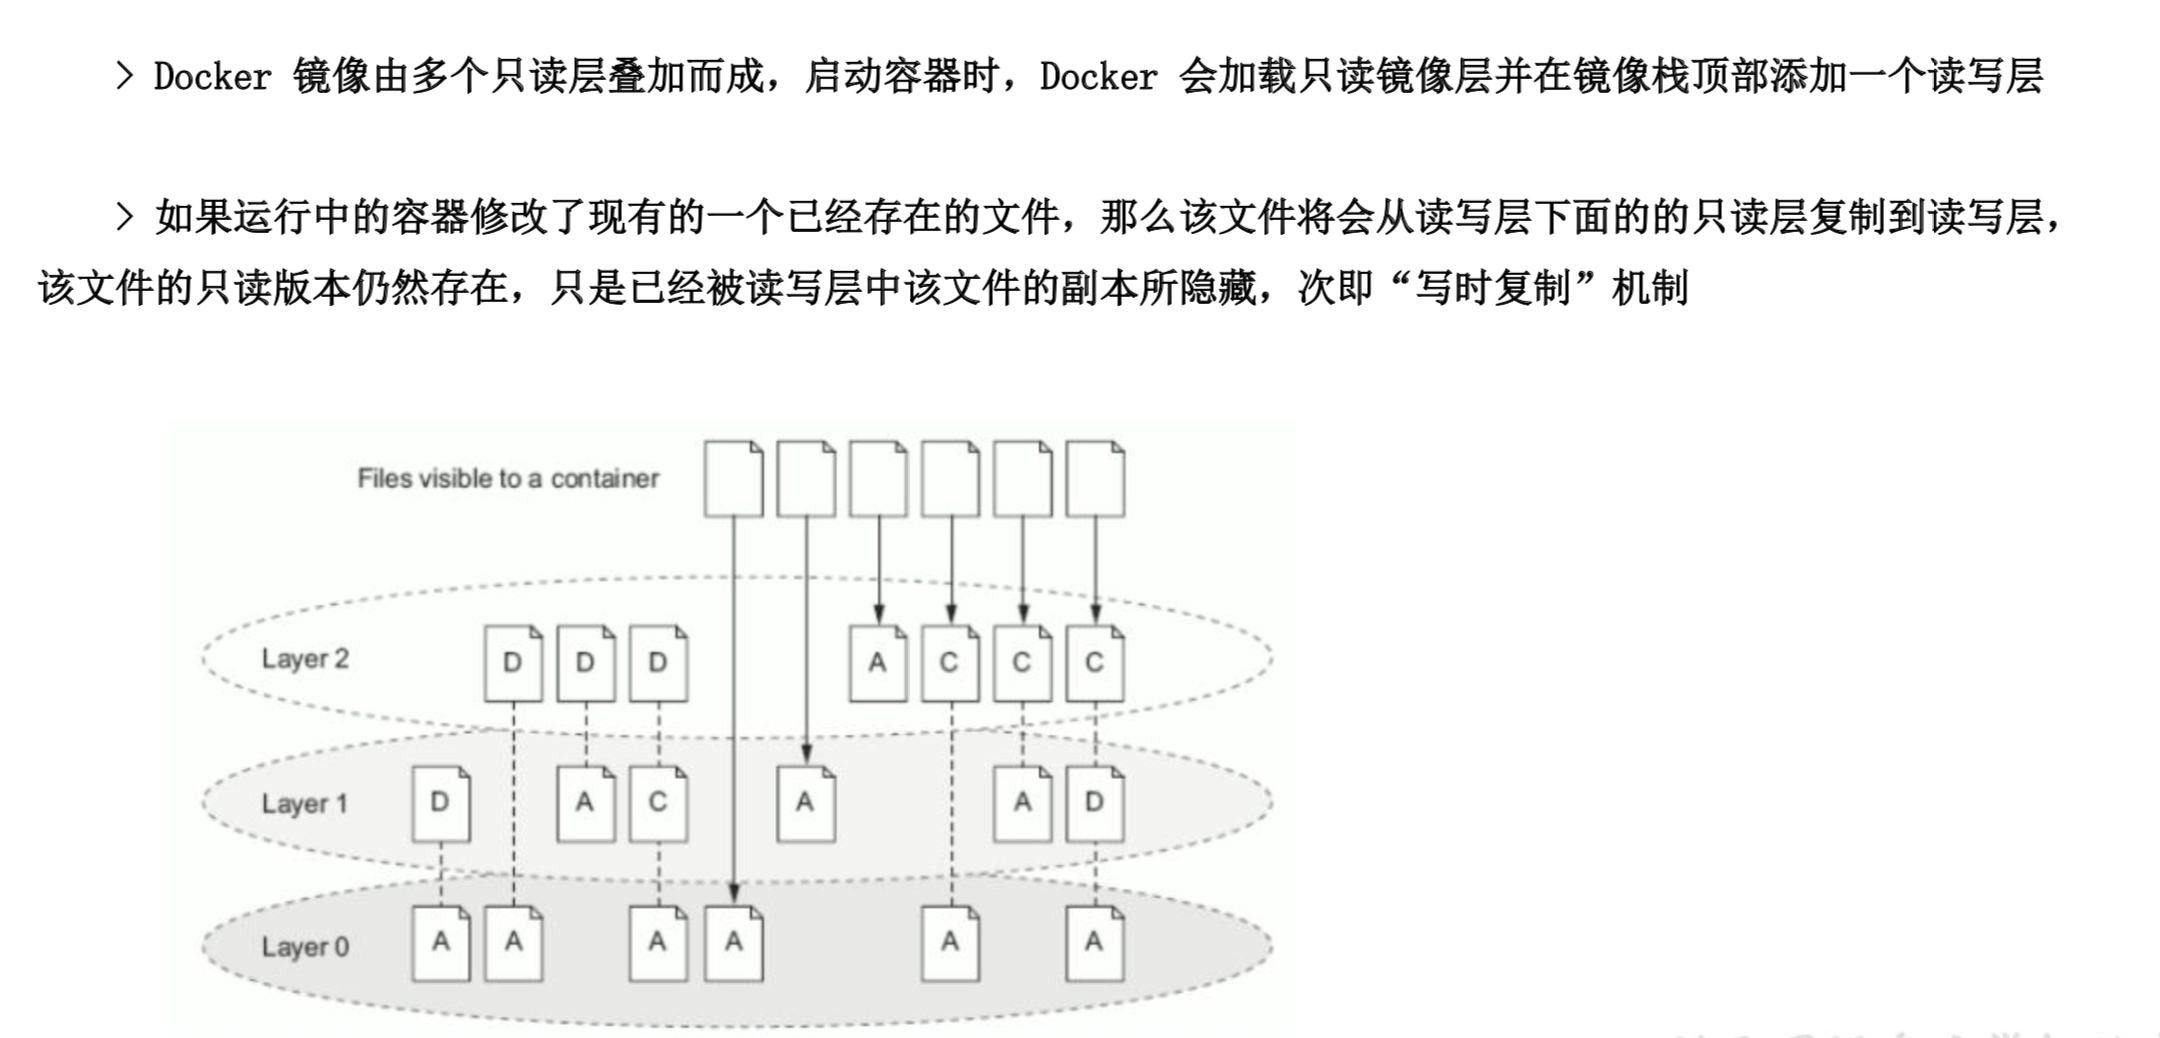 > Docker 镜像由多个只读层叠加而成，启动容器时，Docker 会加载只读镜像层并在镜像栈顶部添加一个读写层
> 如果运行中的容器修改了现有的一个已经存在的文件，那么该文件将会从读写层下面的的只读层复制到读写层，
该文件的只读版本仍然存在，只是已经被读写层中该文件的副本所隐藏，次即“写时复制”机制
Files visible to a container
Layer 2 D D D A C C C
Layer 1 D A C A A D
Layer 0 A A A A A A